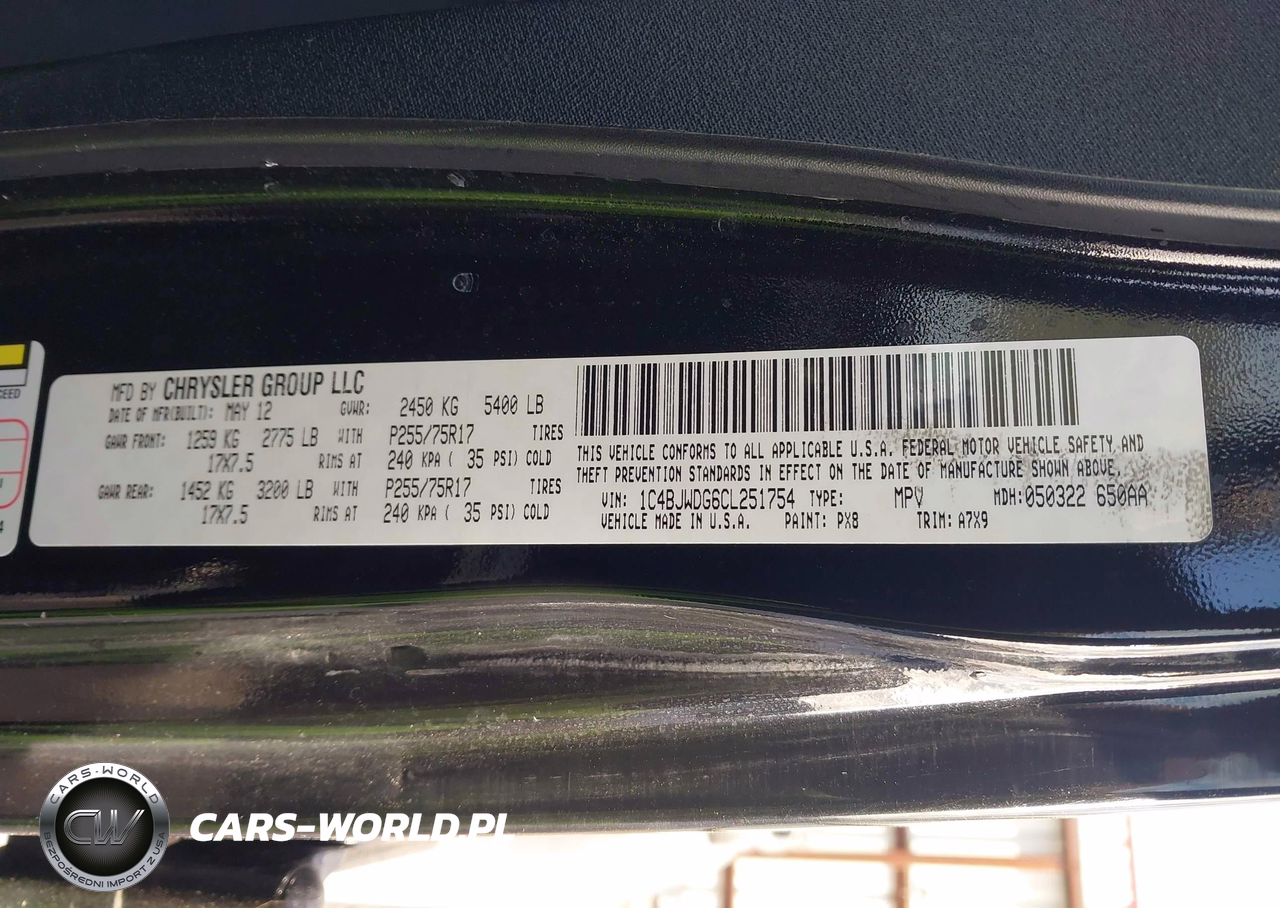 CEED
4
MFD BY CHRYSLER GROUP LLC
DATE OF MFR(BUILT): MAY 12 GVWR: 2450 KG 5400 LB
GAWR FRONT: 1259 KG 2775 LB WITH P255/75R17 TIRES
17X7.5 RIMS AT 240 KPA ( 35 PSI) COLD
GAWR REAR: 1452 KG 3200 LB WITH P255/75R17 TIRES
17X7.5 RIMS AT 240 KPA ( 35 PSI) COLD
THIS VEHICLE CONFORMS TO ALL APPLICABLE U.S.A. FEDERAL MOTOR VEHICLE SAFETY AND
THEFT PREVENTION STANDARDS IN EFFECT ON THE DATE OF MANUFACTURE SHOWN ABOVE.
VIN: 1C4BJWDG6CL251754 TYPE: MPV MDH:050322 650AA
VEHICLE MADE IN U.S.A. PAINT: PX8 TRIM: A7X9
CARS-WORLD
CW
BEZPOŚREDNI IMPORT Z USA
CARS-WORLD.PL